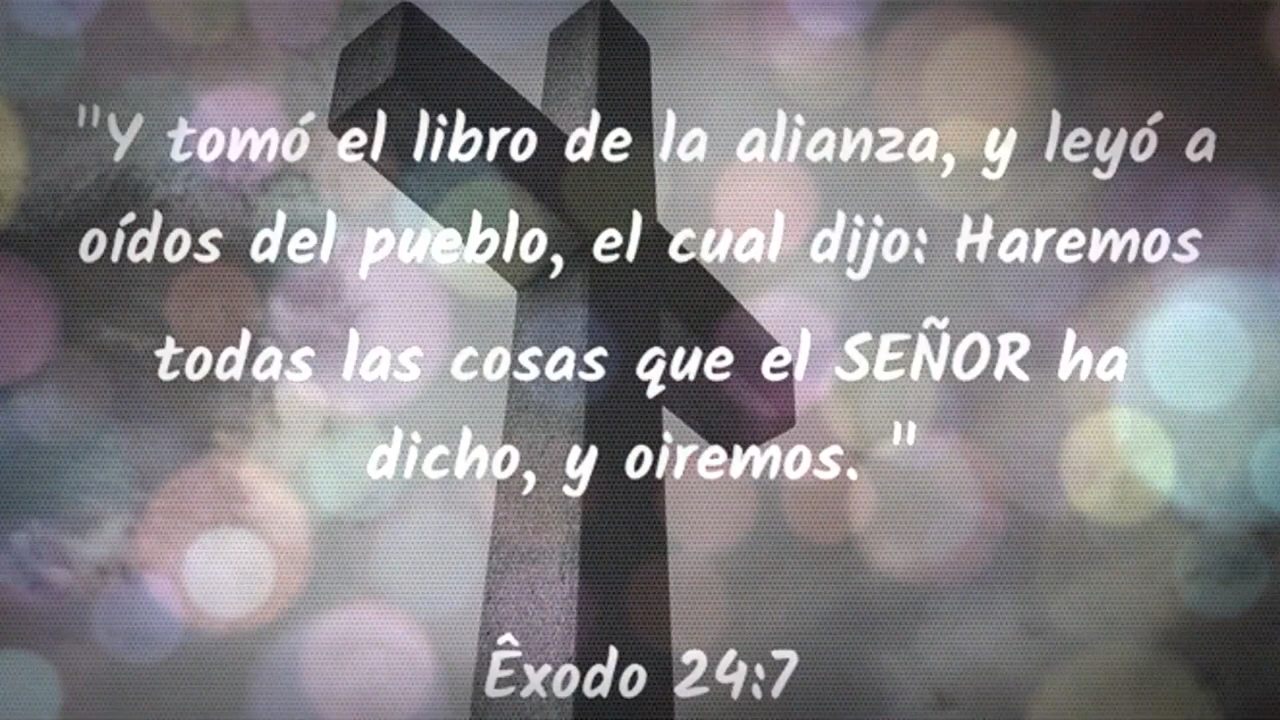 "Y tomó el libro de la alianza, y leyó a
oídos del pueblo, el cual dijo: Haremos
todas las cosas que el SEÑOR ha
dicho, y oiremos. "
Êxodo 24:7